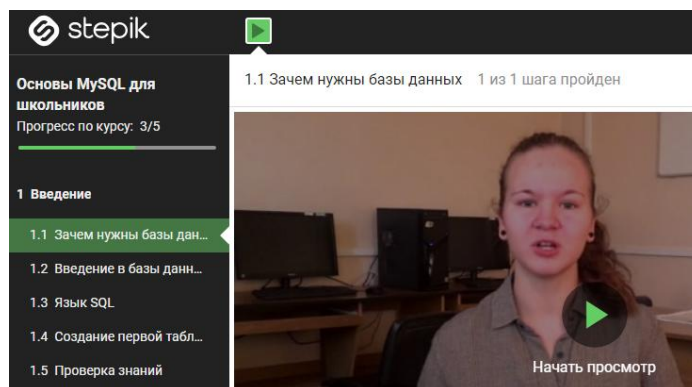 stepik
Основы MySQL для
школьников
Прогресс по курсу: 3/5
1 Введение
1.1 Зачем нужны базы дан...
1.2 Введение в базы данн...
1.3 Язык SQL
1.4 Создание первой табл...
1.5 Проверка знаний
1.1 Зачем нужны базы данных 1 из 1 шага пройден
Начать просмотр